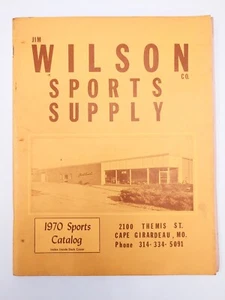 JIM
WILSON
CO.
SPORTS
SUPPLY
1970 Sports
Catalog
2100 THEMIS ST.
CAPE GIRARDEAU, MO.
Phone 314-334-5091